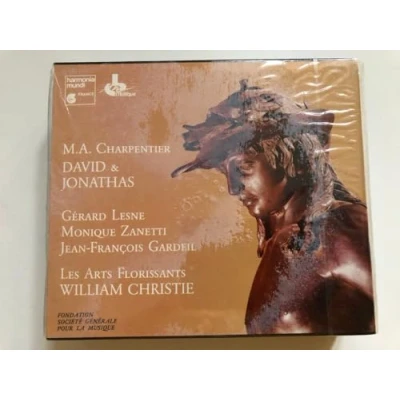 harmonia
mundi
M.A. CHARPENTIER
DAVID &
JONATHAS
GÉRARD LESNE
MONIQUE ZANETTI
JEAN-FRANÇOIS GARDEIL
LES ARTS FLORISSANTS
WILLIAM CHRISTIE
FONDATION
SOCIÉTÉ GÉNÉRALE
POUR LA MUSIQUE